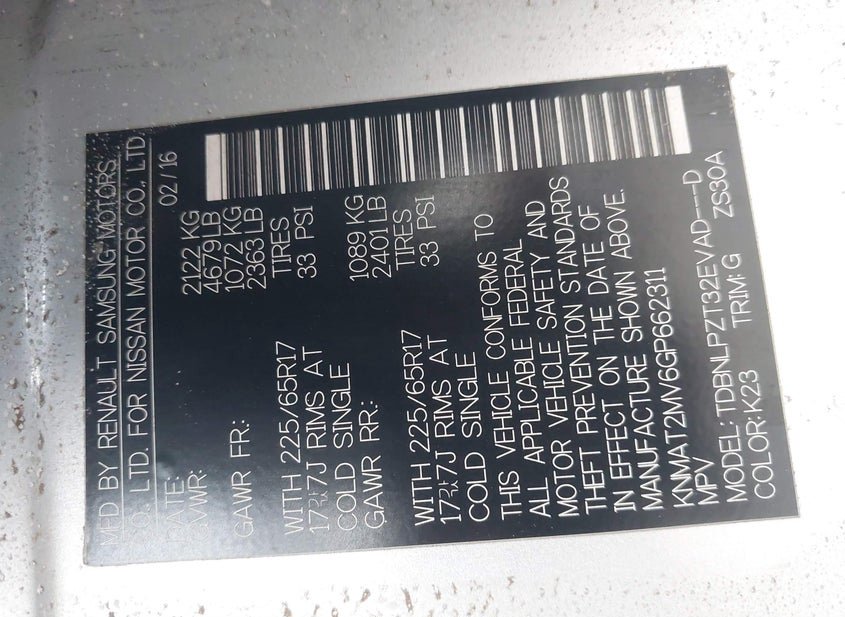 MFD BY RENAULT SAMSUNG MOTORS
CO., LTD. FOR NISSAN MOTOR CO., LTD
DATE: 02 / 16
GVWR: 2122 KG
4679 LB
GAWR FR: 1072 KG
2363 LB
WITH 225/65R17 TIRES
17X7J RIMS AT 33 PSI
COLD SINGLE
GAWR RR: 1089 KG
2401 LB
WITH 225/65R17 TIRES
17X7J RIMS AT 33 PSI
COLD SINGLE
THIS VEHICLE CONFORMS TO
ALL APPLICABLE FEDERAL
MOTOR VEHICLE SAFETY AND
THEFT PREVENTION STANDARDS
IN EFFECT ON THE DATE OF
MANUFACTURE SHOWN ABOVE.
KNMAT2MV6GP662311
MPV
MODEL: TDBNLPZT32EVAD---D
COLOR:K23 TRIM:G ZS30A